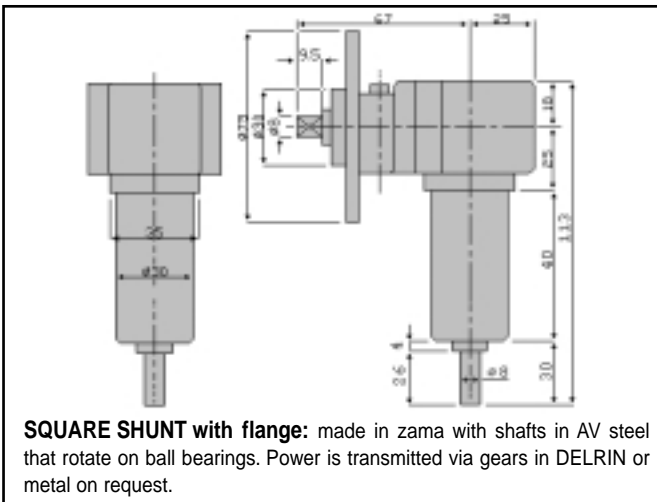 67
25
9.5
ø75
ø8
25
113
40
ø30
4
26
30
SQUARE SHUNT with flange: made in zama with shafts in AV steel
that rotate on ball bearings. Power is transmitted via gears in DELRIN or
metal on request.